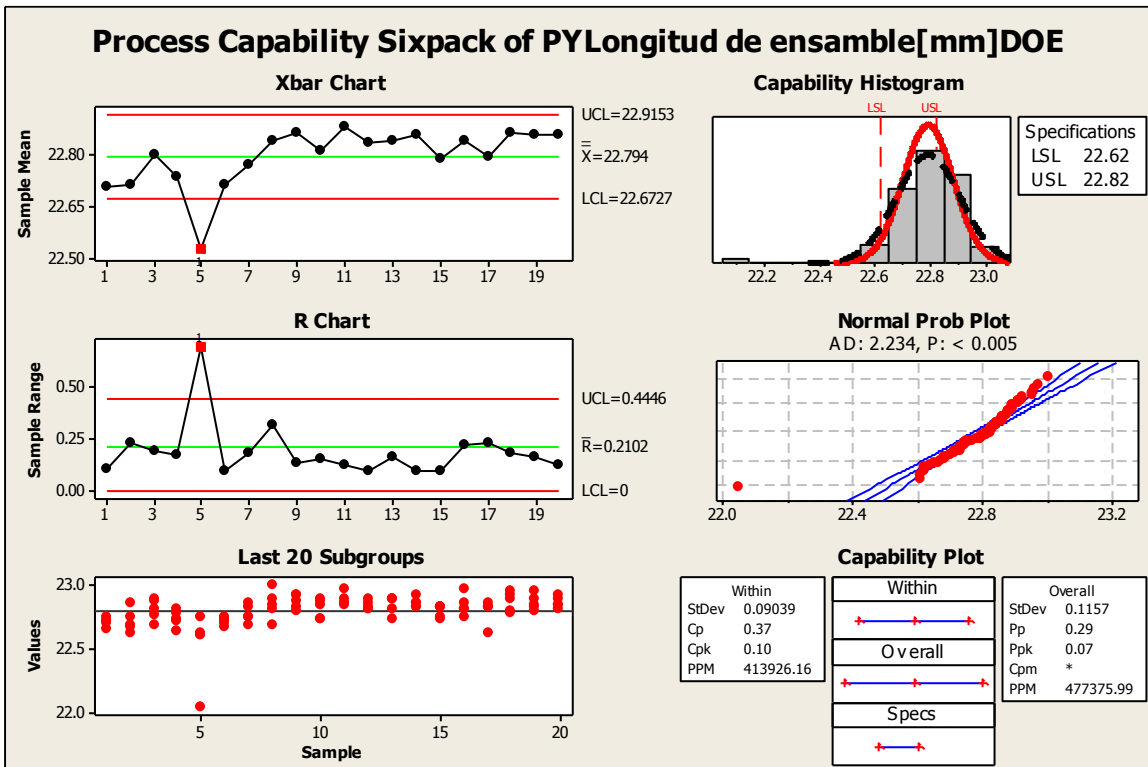 Process Capability Sixpack of PYLongitud de ensamble[mm]DOE
Xbar Chart
Sample Mean
22.80
22.65
22.50
1 3 5 7 9 11 13 15 17 19
1
UCL=22.9153
X=22.794
LCL=22.6727
R Chart
Sample Range
0.50
0.25
0.00
1 3 5 7 9 11 13 15 17 19
1
UCL=0.4446
R=0.2102
LCL=0
Last 20 Subgroups
Values
23.0
22.5
22.0
5 10 15 20
Sample
Capability Histogram
LSL USL
22.2 22.4 22.6 22.8 23.0
Specifications
LSL 22.62
USL 22.82
Normal Prob Plot
AD: 2.234, P: < 0.005
22.0 22.4 22.8 23.2
Capability Plot
Within
StDev 0.09039
Cp 0.37
Cpk 0.10
PPM 413926.16
Within
Overall
Specs
Overall
StDev 0.1157
Pp 0.29
Ppk 0.07
Cpm *
PPM 477375.99